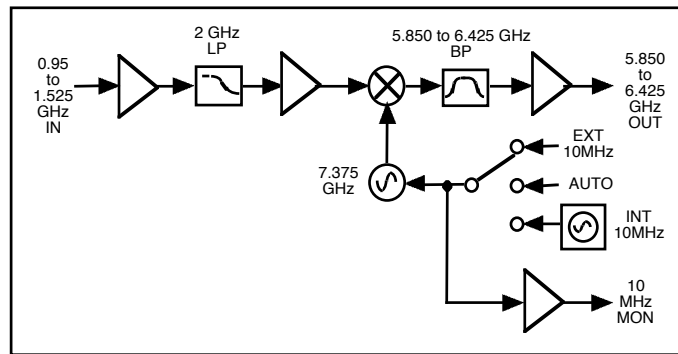 2 GHz
LP
5.850 to 6.425 GHz
BP
0.95
to
1.525
GHz
IN
5.850
to
6.425
GHz
OUT
7.375
GHz
EXT
10MHz
AUTO
INT
10MHz
10
MHz
MON